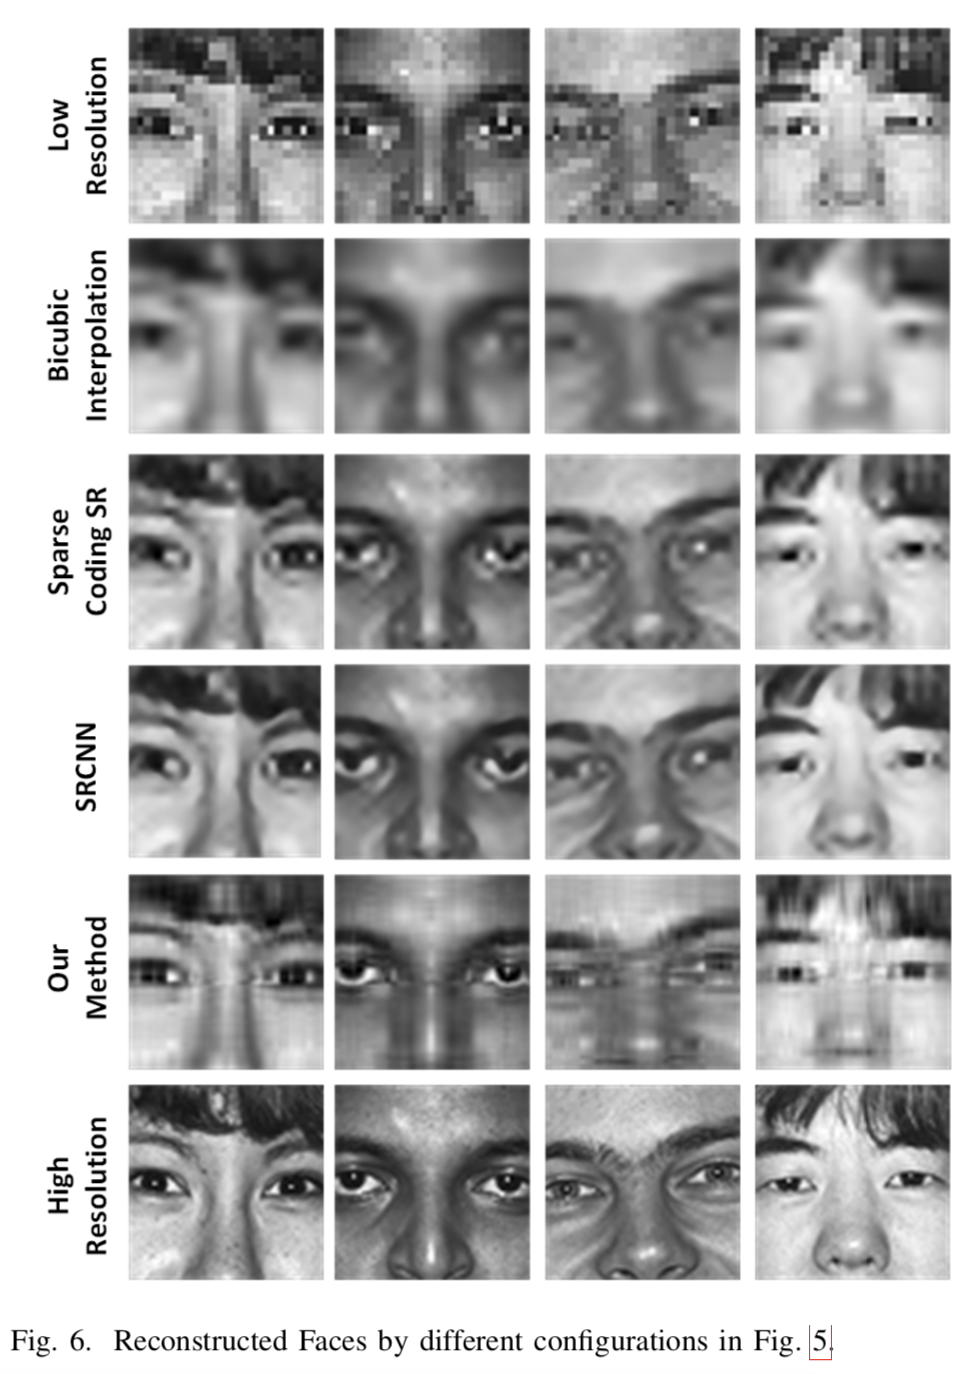 Low
Resolution
Bicubic
Interpolation
Sparse
Coding SR
SRCNN
Our
Method
High
Resolution
Fig. 6. Reconstructed Faces by different configurations in Fig. 5.